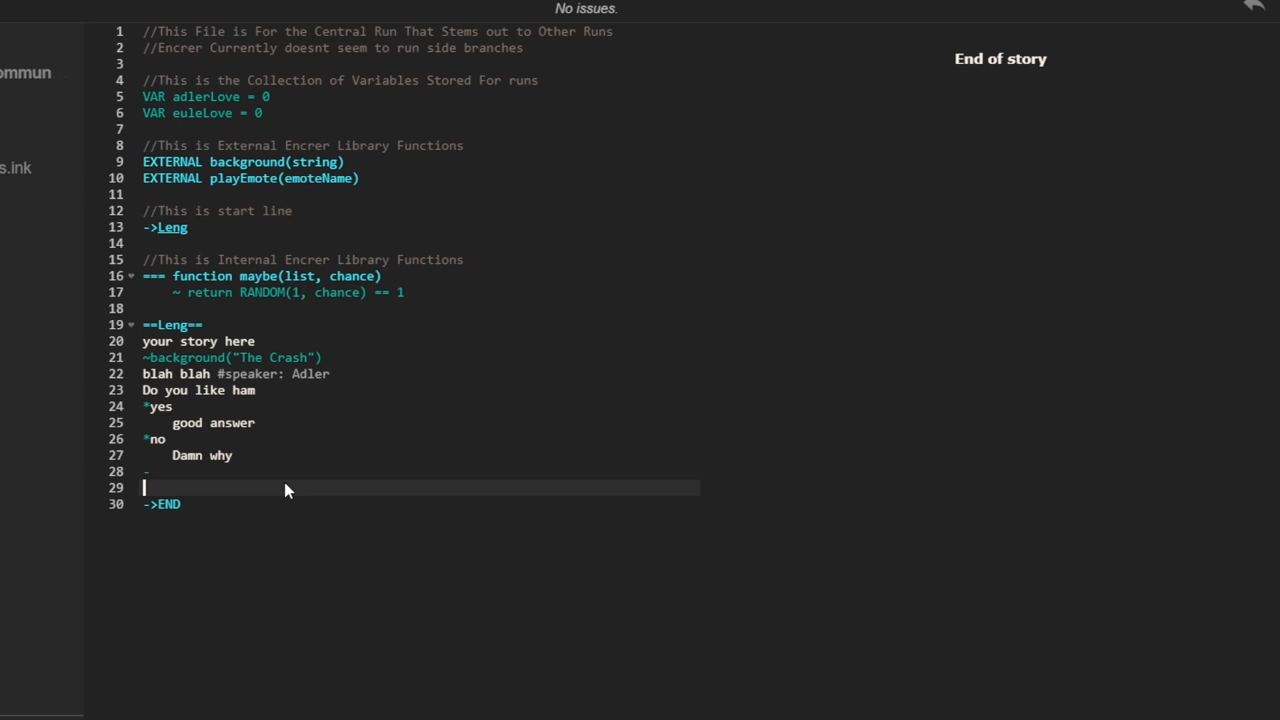 No issues.
ommun
s.ink
1 //This File is For the Central Run That Stems out to Other Runs
2 //Encrer Currently doesnt seem to run side branches
3
4 //This is the Collection of Variables Stored For runs
5 VAR adlerLove = 0
6 VAR euleLove = 0
7
8 //This is External Encrer Library Functions
9 EXTERNAL background(string)
10 EXTERNAL playEmote(emoteName)
11
12 //This is start line
13 ->Leng
14
15 //This is Internal Encrer Library Functions
16 === function maybe(list, chance)
17 ~ return RANDOM(1, chance) == 1
18
19 ==Leng==
20 your story here
21 ~background("The Crash")
22 blah blah #speaker: Adler
23 Do you like ham
24 *yes
25 good answer
26 *no
27 Damn why
28 -
29
30 ->END
End of story